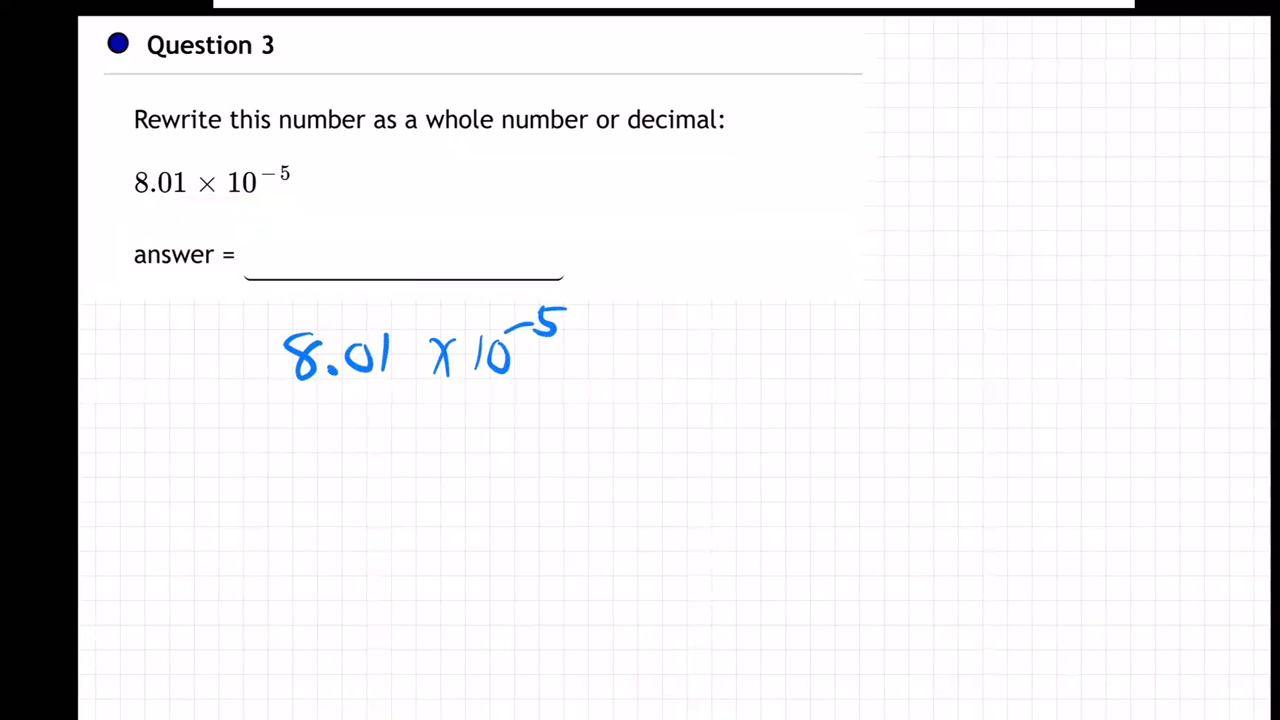 Question 3
Rewrite this number as a whole number or decimal:
8.01 × 10⁻⁵
answer =
8.01 x 10⁻⁵